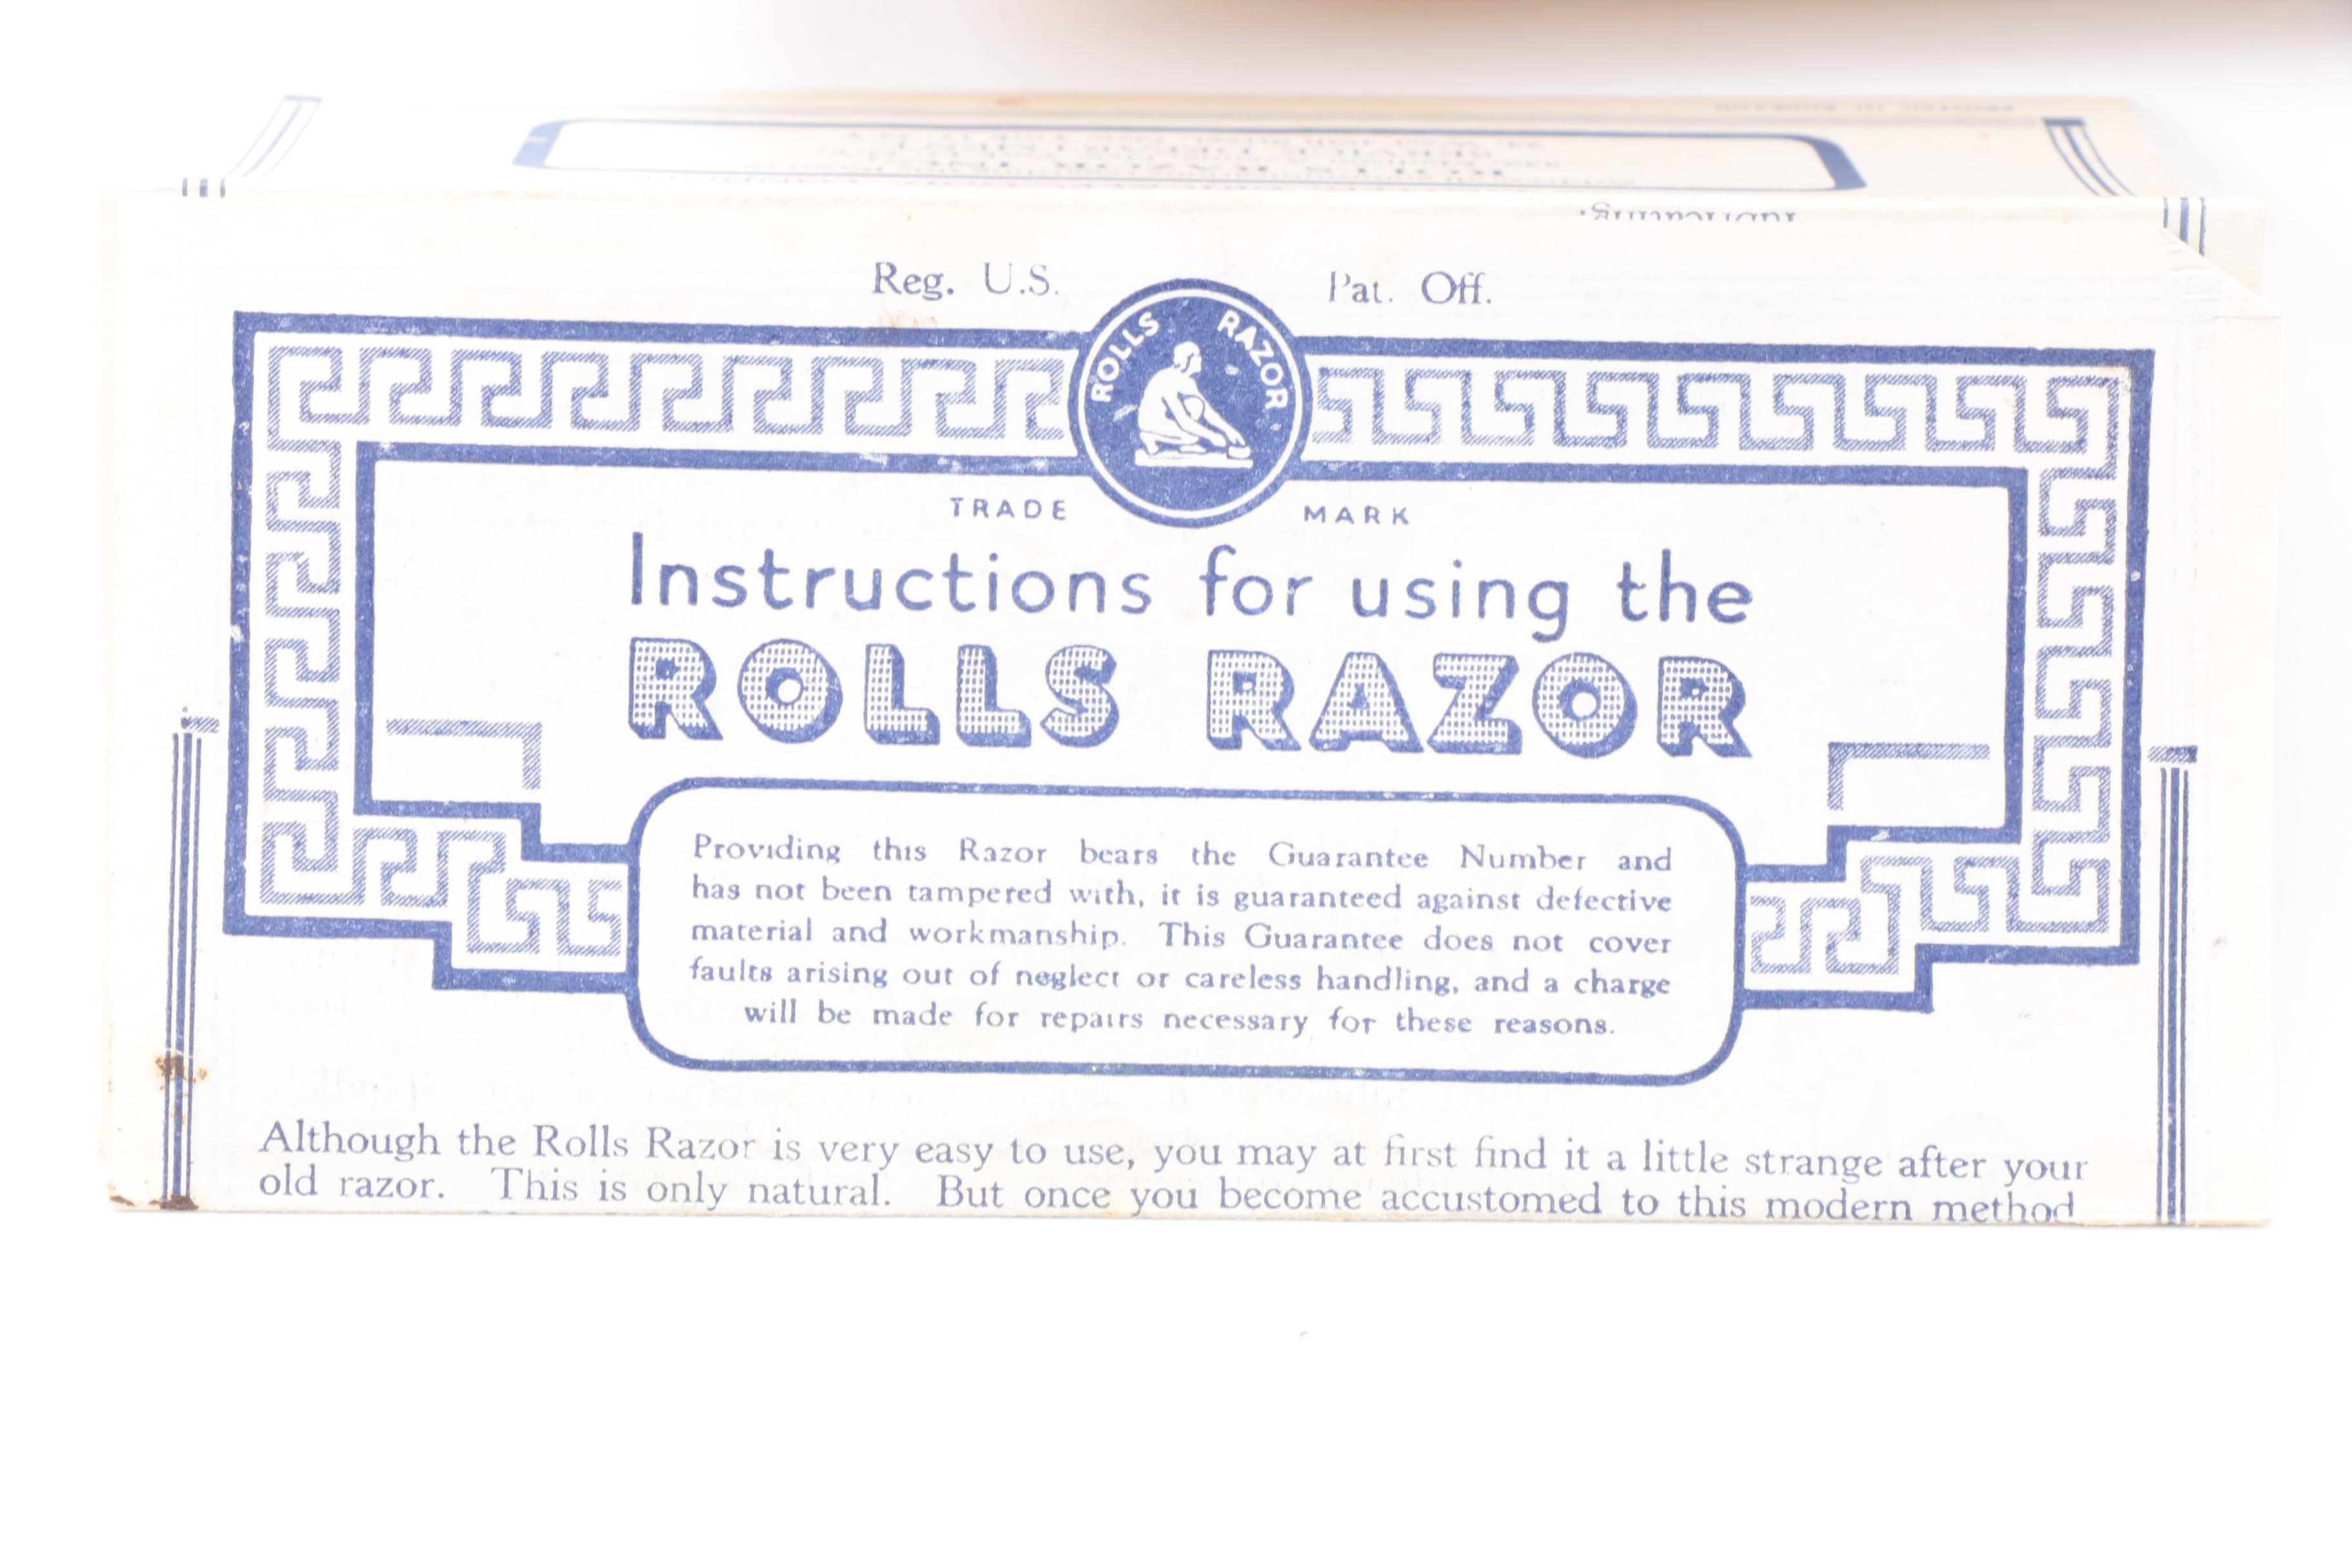 Reg. U.S. Pat. Off.
ROLLS RAZOR
TRADE MARK
Instructions for using the
ROLLS RAZOR
Providing this Razor bears the Guarantee Number and
has not been tampered with, it is guaranteed against defective
material and workmanship. This Guarantee does not cover
faults arising out of neglect or careless handling, and a charge
will be made for repairs necessary for these reasons.
Although the Rolls Razor is very easy to use, you may at first find it a little strange after your
old razor. This is only natural. But once you become accustomed to this modern method